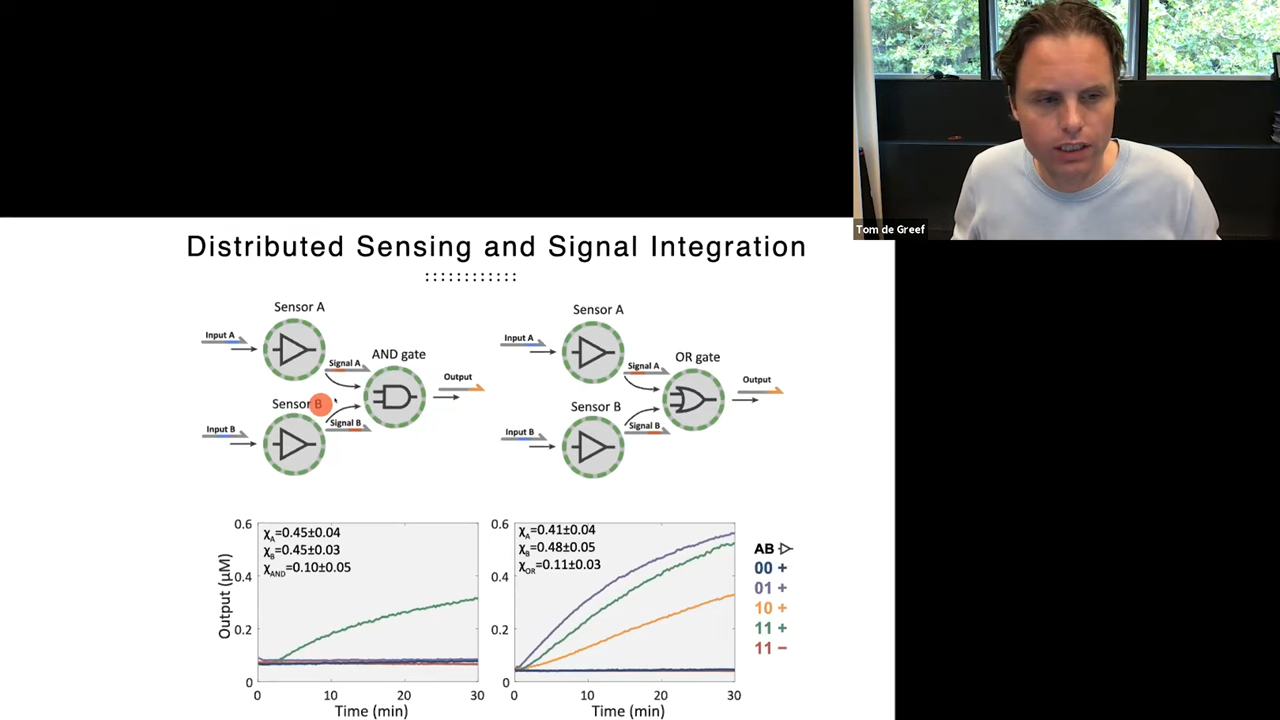 Tom de Greef
Distributed Sensing and Signal Integration
Sensor A
Input A
Signal A
AND gate
Output
Sensor B
Signal B
Input B
Sensor A
Input A
Signal A
OR gate
Output
Sensor B
Signal B
Input B
χA=0.45±0.04
χB=0.45±0.03
χAND=0.10±0.05
Output (μM)
0.6
0.4
0.2
0
0 10 20 30
Time (min)
χA=0.41±0.04
χB=0.48±0.05
χOR=0.11±0.03
0.6
0.4
0.2
0
0 10 20 30
Time (min)
AB
00 +
01 +
10 +
11 +
11 −